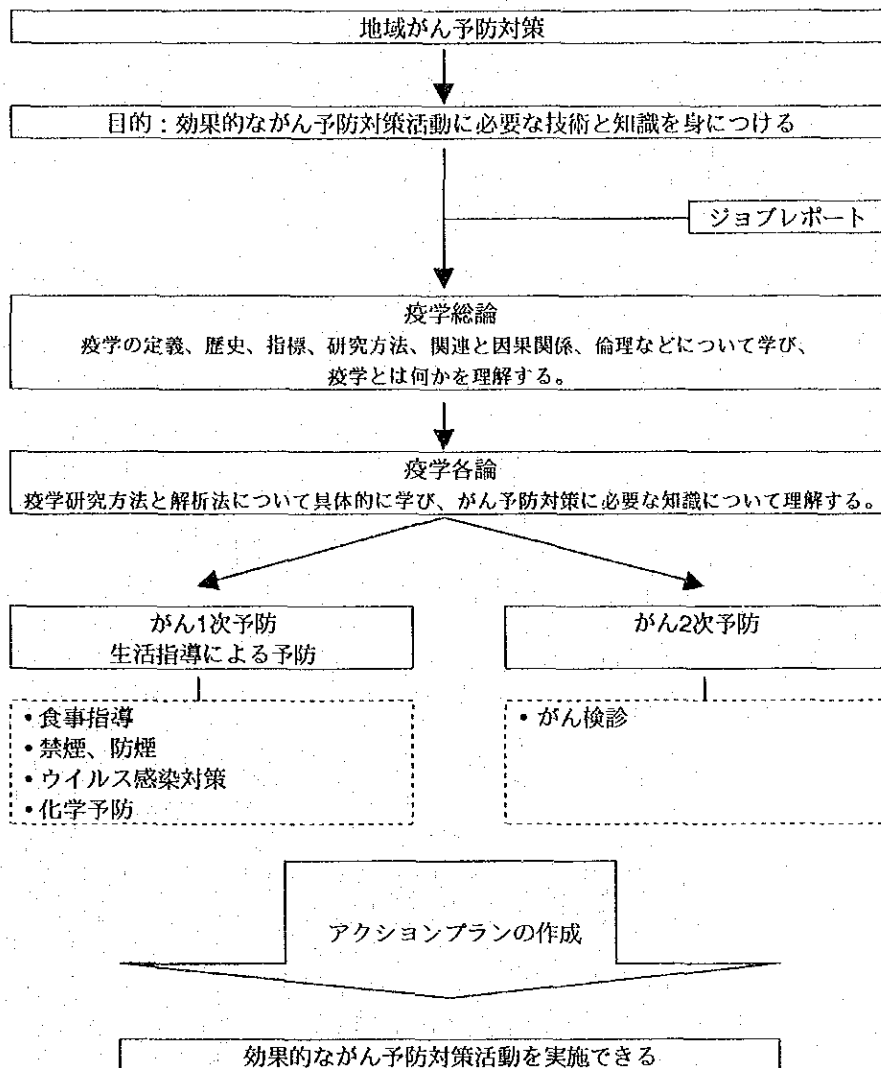 地域がん予防対策
目的：効果的ながん予防対策活動に必要な技術と知識を身につける
ジョブレポート
疫学総論
疫学の定義、歴史、指標、研究方法、関連と因果関係、倫理などについて学び、
疫学とは何かを理解する。
疫学各論
疫学研究方法と解析法について具体的に学び、がん予防対策に必要な知識について理解する。
がん1次予防
生活指導による予防
• 食事指導
• 禁煙、防煙
• ウイルス感染対策
• 化学予防
がん2次予防
• がん検診
アクションプランの作成
効果的ながん予防対策活動を実施できる